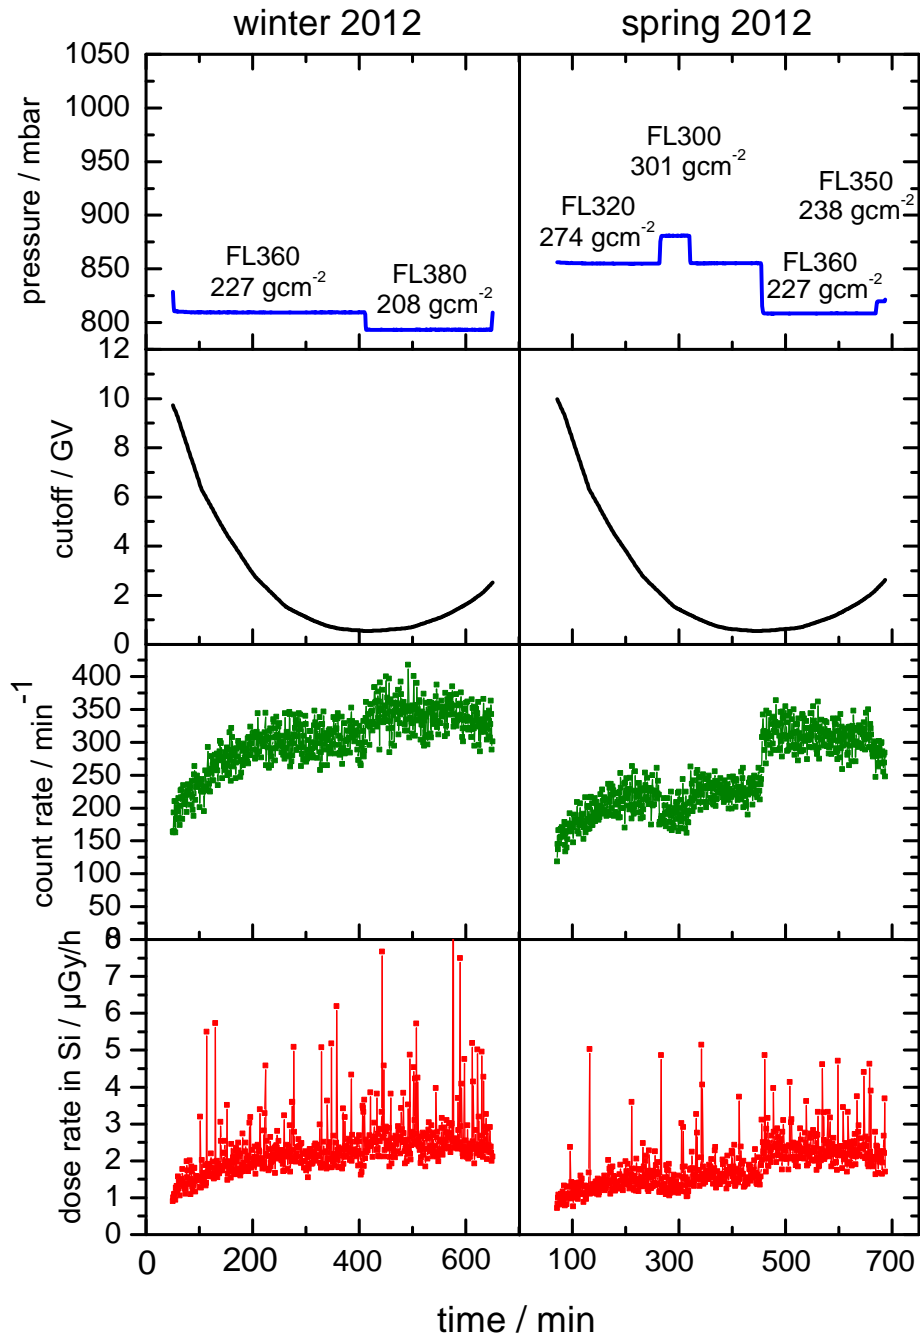 winter 2012
spring 2012
pressure / mbar
1050
1000
950
900
850
800
FL360
227 gcm⁻²
FL380
208 gcm⁻²
FL320
274 gcm⁻²
FL300
301 gcm⁻²
FL350
238 gcm⁻²
FL360
227 gcm⁻²
cutoff / GV
12
10
8
6
4
2
0
count rate / min⁻¹
400
350
300
250
200
150
100
50
dose rate in Si / µGy/h
7
6
5
4
3
2
1
0
0
200
400
600
100
300
500
700
time / min